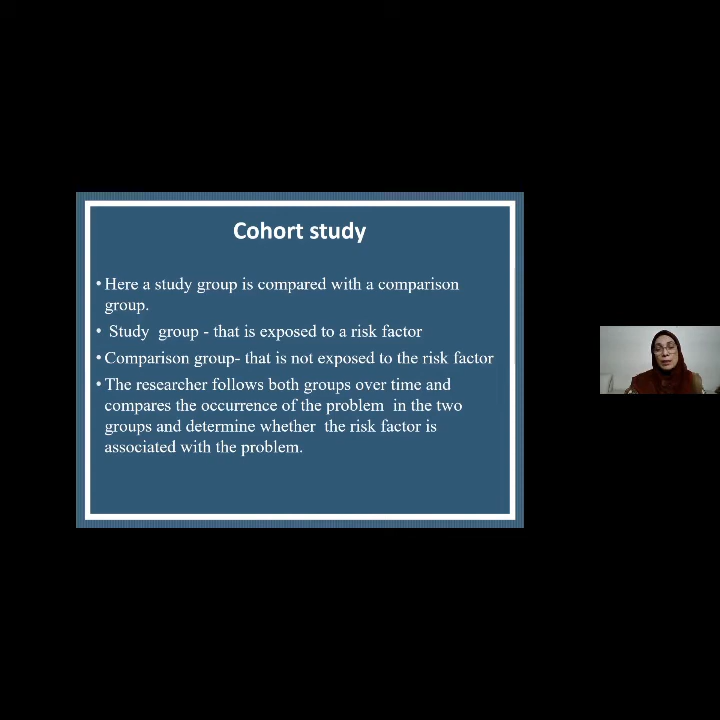 Cohort study
• Here a study group is compared with a comparison
group.
• Study group - that is exposed to a risk factor
• Comparison group- that is not exposed to the risk factor
• The researcher follows both groups over time and
compares the occurrence of the problem in the two
groups and determine whether the risk factor is
associated with the problem.